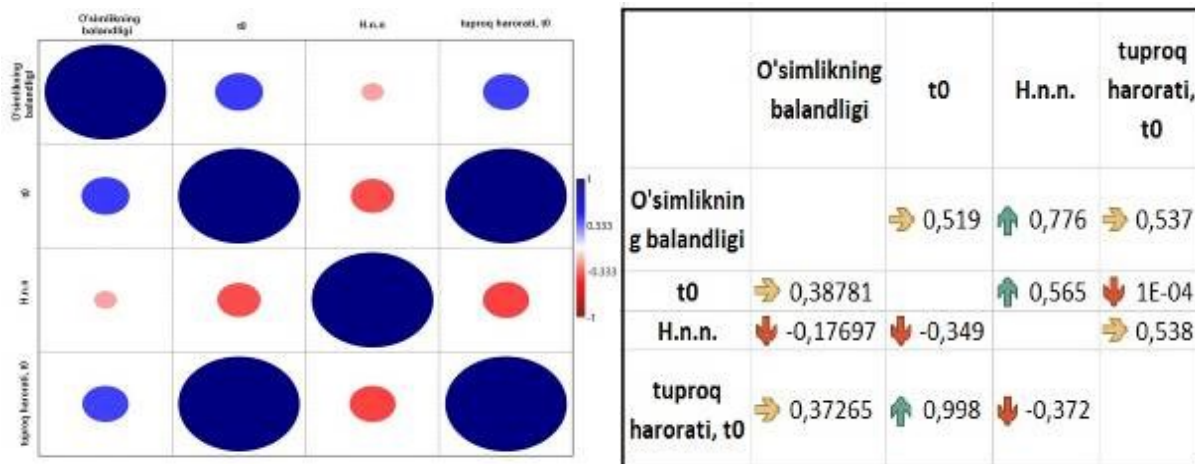 O'simlikning
balandligi
t0
H.n.n
tuproq harorati, t0
O'simlikning
balandligi
t0
H.n.n
tuproq harorati, t0
1
0.333
-0.333
-1
O'simlikning
balandligi
t0
H.n.n.
tuproq
harorati,
t0
O'simliknin
g balandligi
0,519
0,776
0,537
t0
0,38781
0,565
1E-04
H.n.n.
-0,17697
-0,349
0,538
tuproq
harorati, t0
0,37265
0,998
-0,372